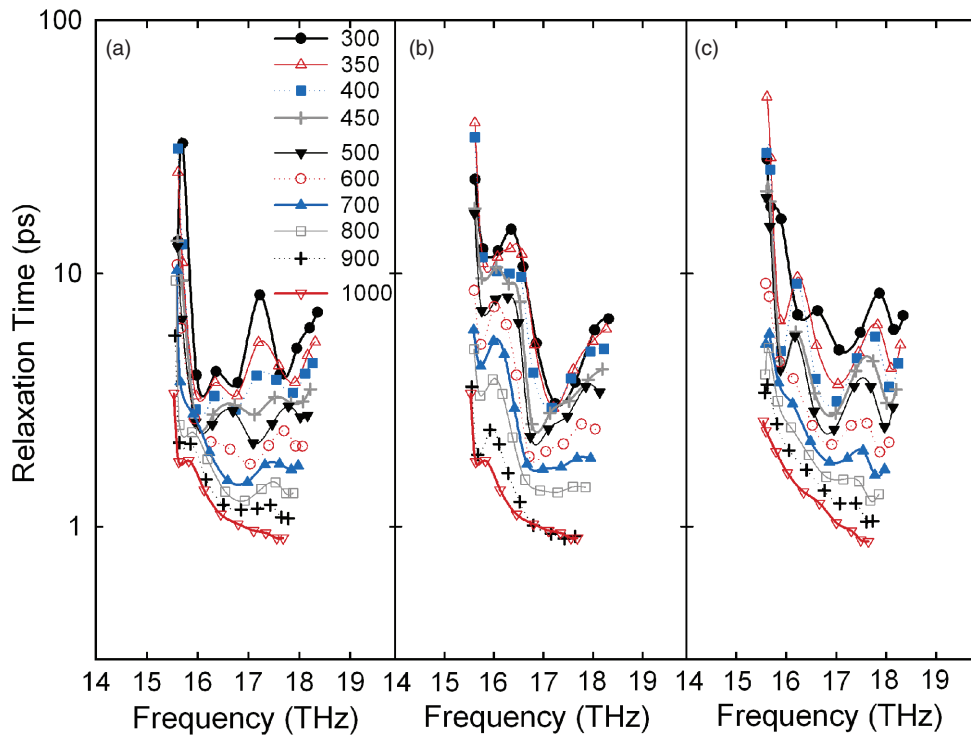 100
(a)
(b)
(c)
300
350
400
450
500
600
700
800
900
1000
10
1
Relaxation Time (ps)
14 15 16 17 18 19
14 15 16 17 18 19
14 15 16 17 18 19
Frequency (THz)
Frequency (THz)
Frequency (THz)